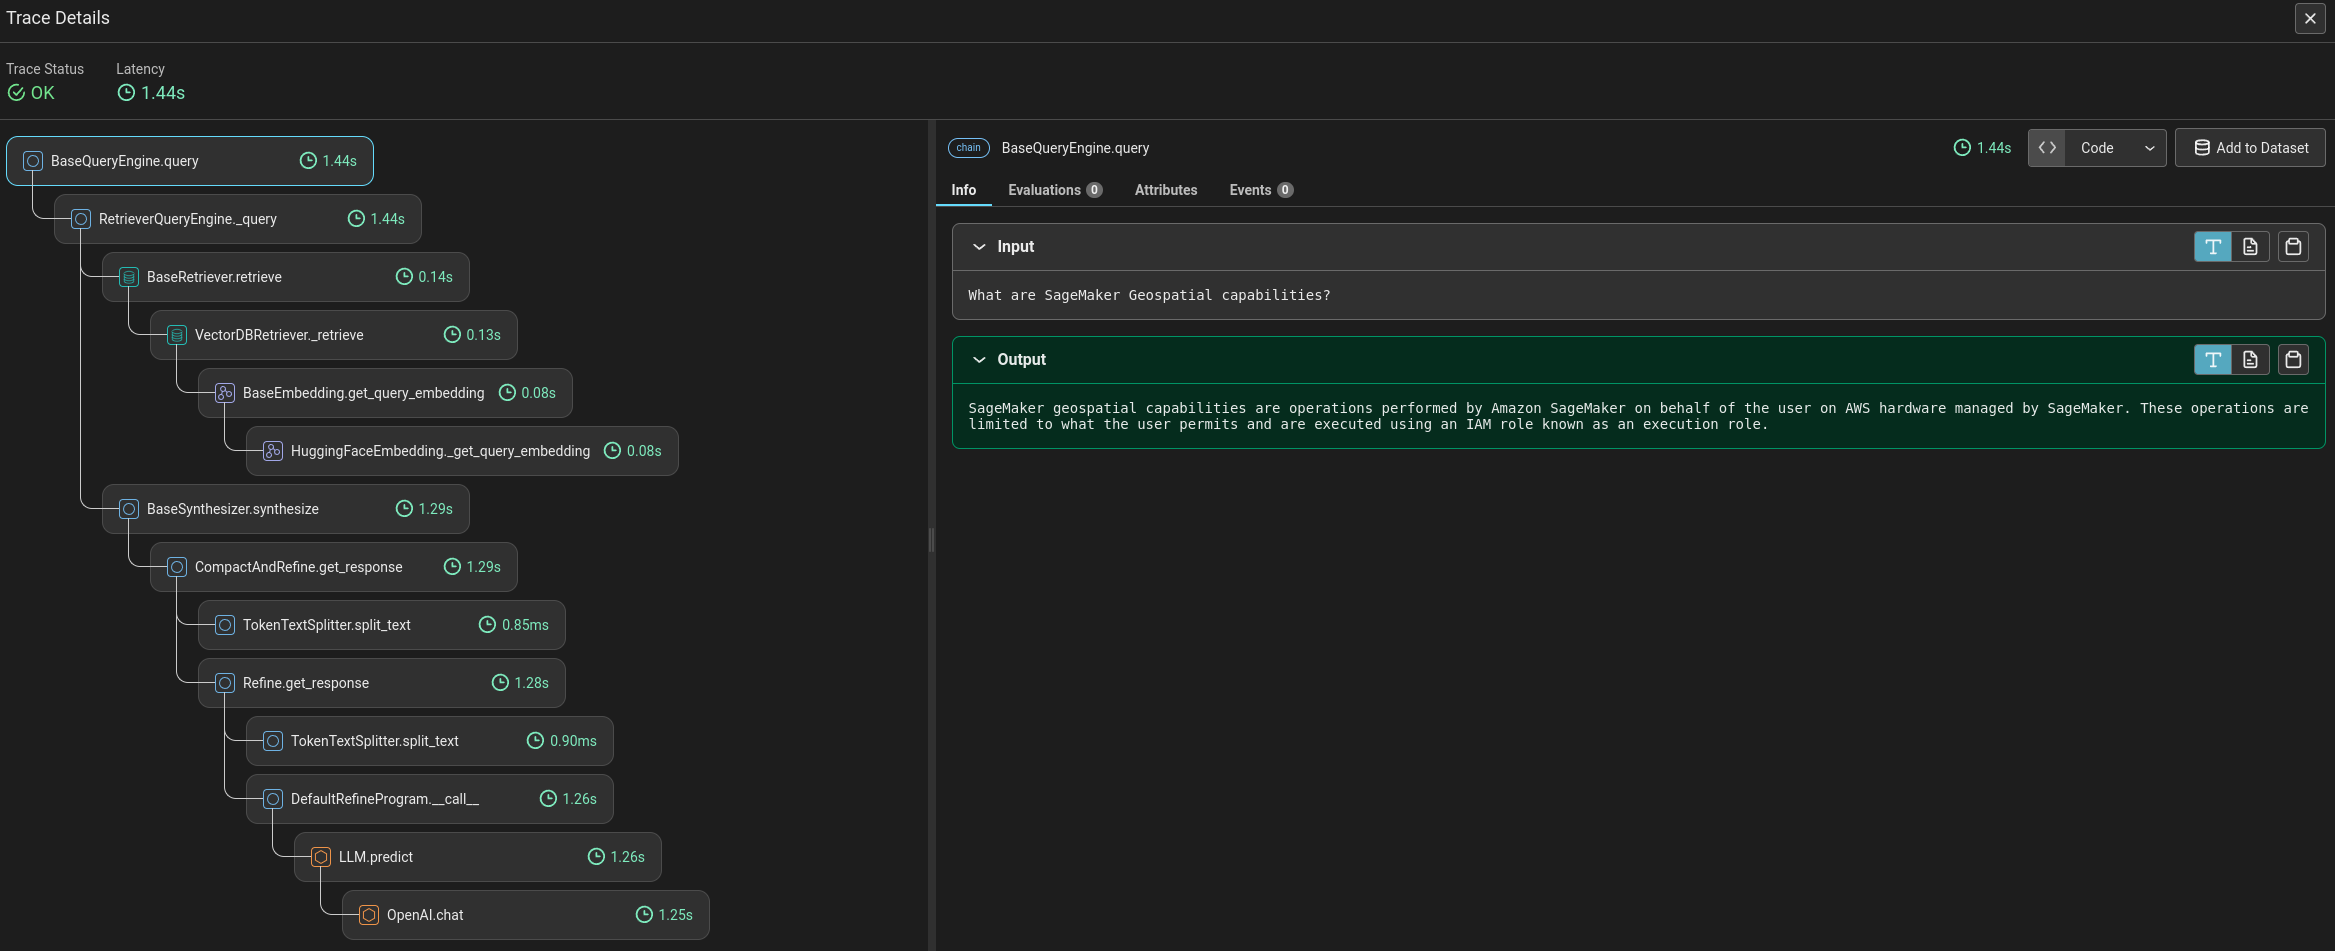 Trace Details
Trace Status
Latency
OK
1.44s
BaseQueryEngine.query 1.44s
RetrieverQueryEngine._query 1.44s
BaseRetriever.retrieve 0.14s
VectorDBRetriever._retrieve 0.13s
BaseEmbedding.get_query_embedding 0.08s
HuggingFaceEmbedding._get_query_embedding 0.08s
BaseSynthesizer.synthesize 1.29s
CompactAndRefine.get_response 1.29s
TokenTextSplitter.split_text 0.85ms
Refine.get_response 1.28s
TokenTextSplitter.split_text 0.90ms
DefaultRefineProgram.__call__ 1.26s
LLM.predict 1.26s
OpenAI.chat 1.25s
chain BaseQueryEngine.query 1.44s Code Add to Dataset
Info Evaluations 0 Attributes Events 0
Input
What are SageMaker Geospatial capabilities?
Output
SageMaker geospatial capabilities are operations performed by Amazon SageMaker on behalf of the user on AWS hardware managed by SageMaker. These operations are
limited to what the user permits and are executed using an IAM role known as an execution role.